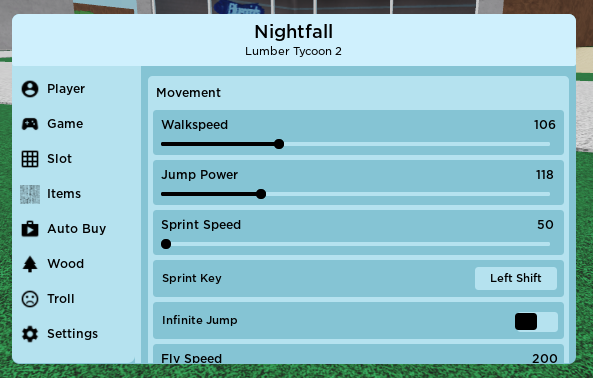 Nightfall
Lumber Tycoon 2
Player
Game
Slot
Items
Auto Buy
Wood
Troll
Settings
Movement
Walkspeed 106
Jump Power 118
Sprint Speed 50
Sprint Key Left Shift
Infinite Jump
Fly Speed 200